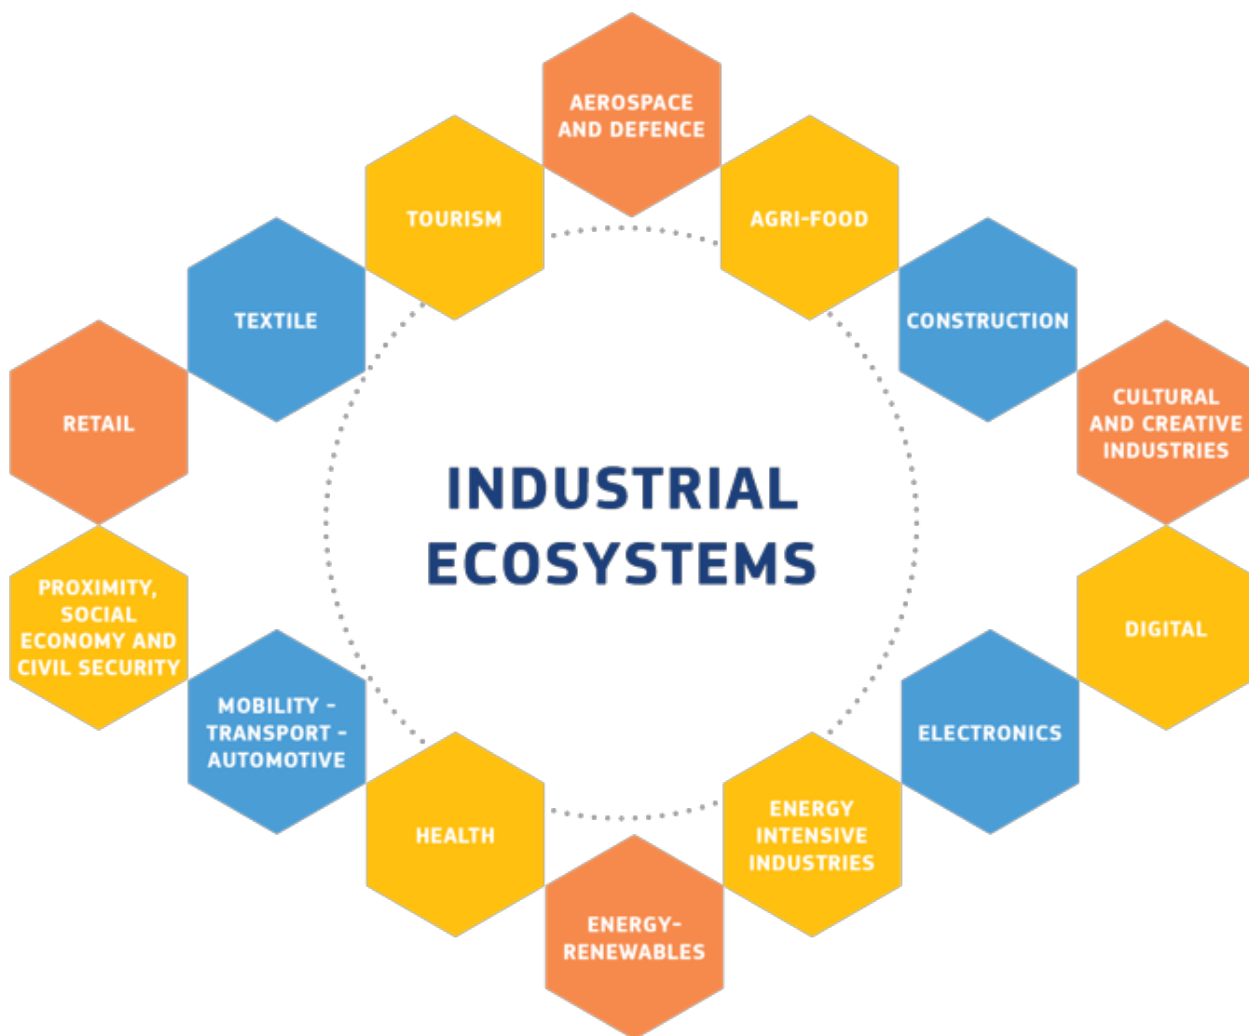 AEROSPACE
AND DEFENCE
TOURISM
AGRI-FOOD
TEXTILE
CONSTRUCTION
RETAIL
CULTURAL
AND CREATIVE
INDUSTRIES
INDUSTRIAL
ECOSYSTEMS
PROXIMITY,
SOCIAL
ECONOMY AND
CIVIL SECURITY
DIGITAL
MOBILITY -
TRANSPORT -
AUTOMOTIVE
ELECTRONICS
HEALTH
ENERGY
INTENSIVE
INDUSTRIES
ENERGY-
RENEWABLES